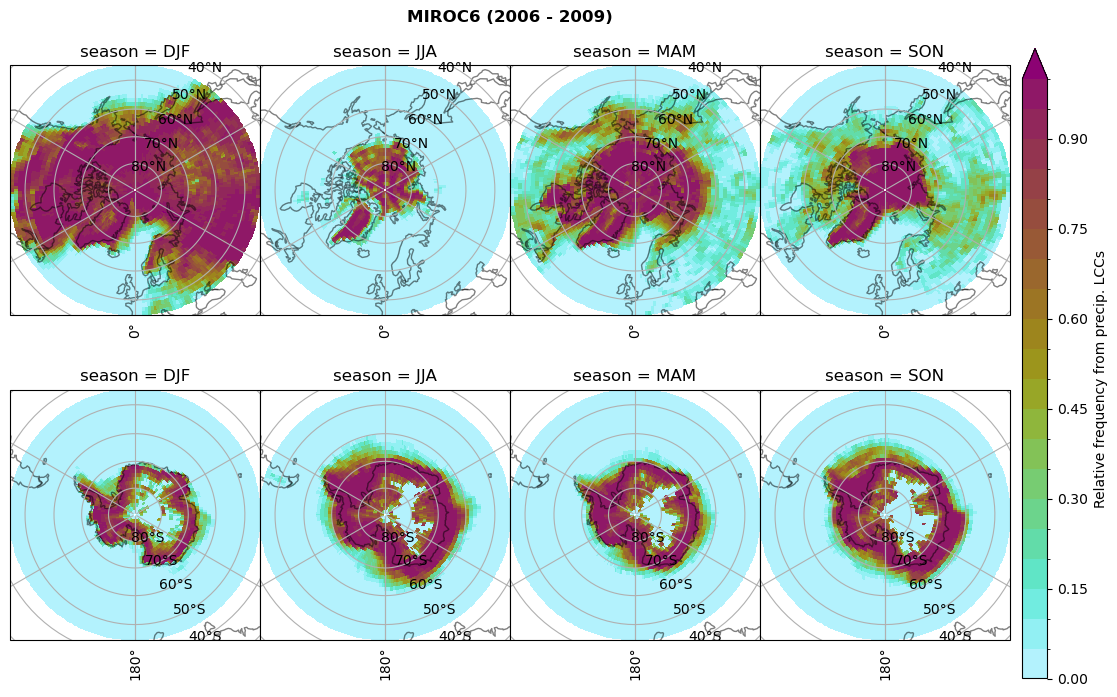 MIROC6 (2006 - 2009)
season = DJF
season = JJA
season = MAM
season = SON
40°N
50°N
60°N
70°N
80°N
40°N
50°N
60°N
70°N
80°N
40°N
50°N
60°N
70°N
80°N
40°N
50°N
60°N
70°N
80°N
0°
0°
0°
0°
season = DJF
season = JJA
season = MAM
season = SON
80°S
70°S
60°S
50°S
40°S
80°S
70°S
60°S
50°S
40°S
80°S
70°S
60°S
50°S
40°S
80°S
70°S
60°S
50°S
40°S
180°
180°
180°
180°
0.90
0.75
0.60
0.45
0.30
0.15
0.00
Relative frequency from precip. LCCs